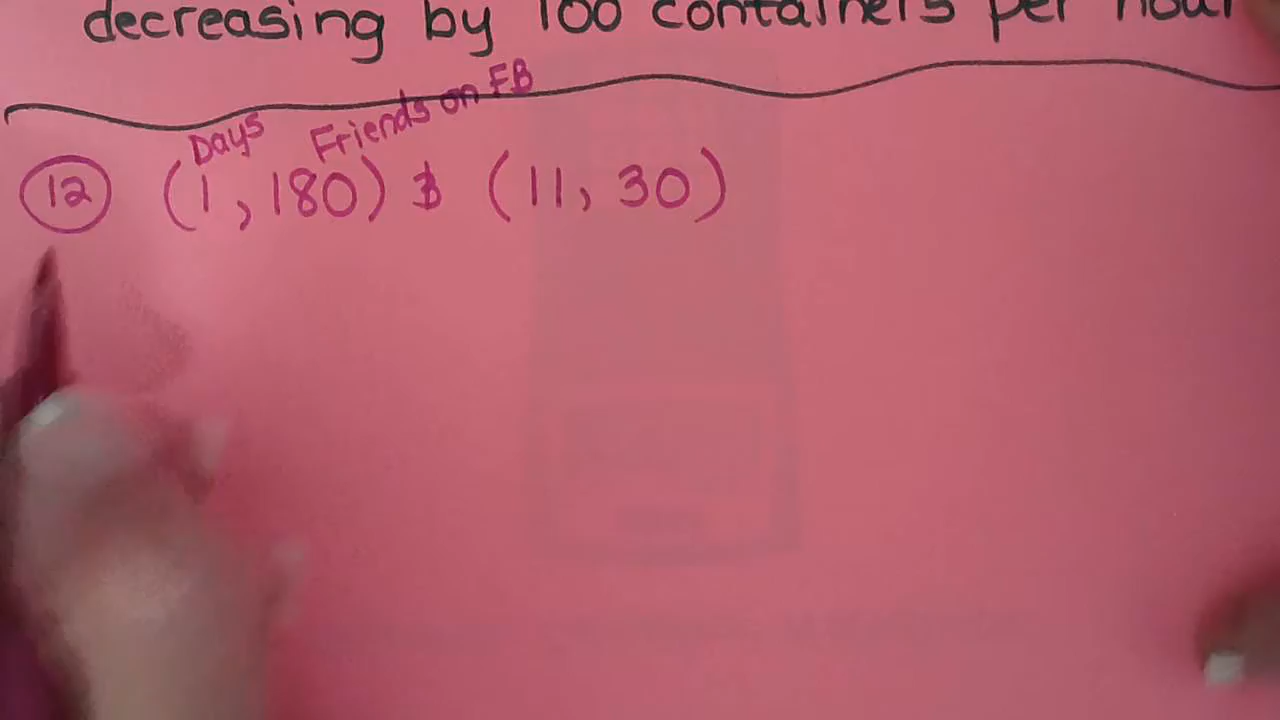 decreasing by 100 containers per hour
Days Friends on FB
12 (1, 180) & (11, 30)